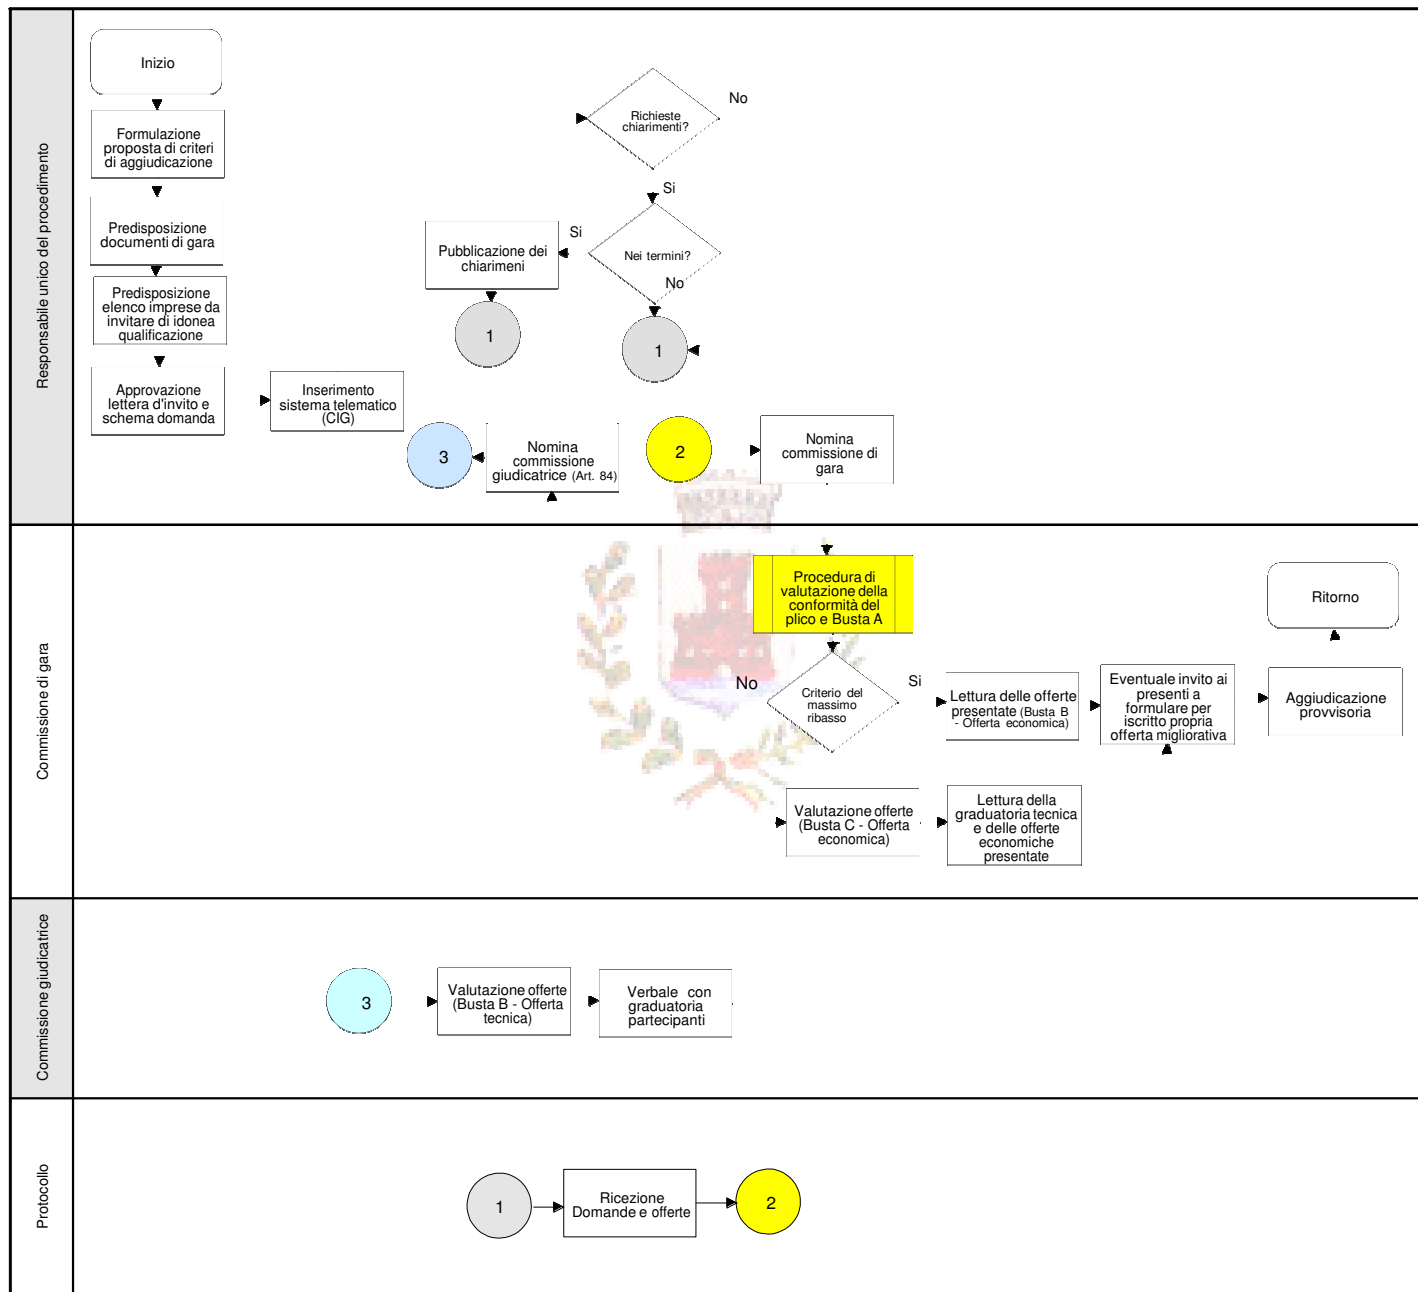 Responsabile unico del procedimento
Inizio
Formulazione
proposta di criteri
di aggiudicazione
Predisposizione
documenti di gara
Predisposizione
elenco imprese da
invitare di idonea
qualificazione
Approvazione
lettera d'invito e
schema domanda
Inserimento
sistema telematico
(CIG)
Richieste
chiarimenti?
No
Si
Nei termini?
Si
No
Pubblicazione dei
chiarimeni
1
1
3
Nomina
commissione
giudicatrice (Art. 84)
2
Nomina
commissione di
gara
Commissione di gara
Procedura di
valutazione della
conformità del
plico e Busta A
No
Criterio del
massimo
ribasso
Si
Lettura delle offerte
presentate (Busta B
- Offerta economica)
Eventuale invito ai
presenti a
formulare per
iscritto propria
offerta migliorativa
Aggiudicazione
provvisoria
Ritorno
Valutazione offerte
(Busta C - Offerta
economica)
Lettura della
graduatoria tecnica
e delle offerte
economiche
presentate
Commissione giudicatrice
3
Valutazione offerte
(Busta B - Offerta
tecnica)
Verbale con
graduatoria
partecipanti
Protocollo
1
Ricezione
Domande e offerte
2